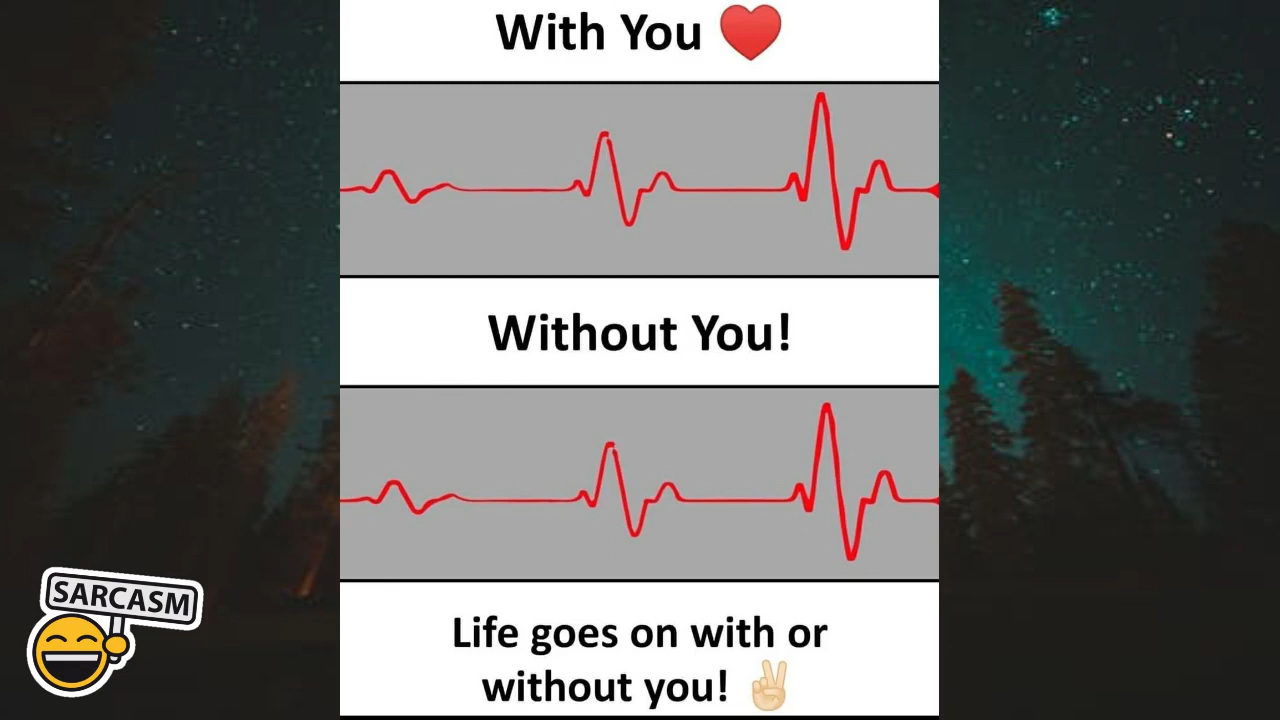 With You ❤️
Without You!
Life goes on with or
without you! ✌🏻
SARCASM